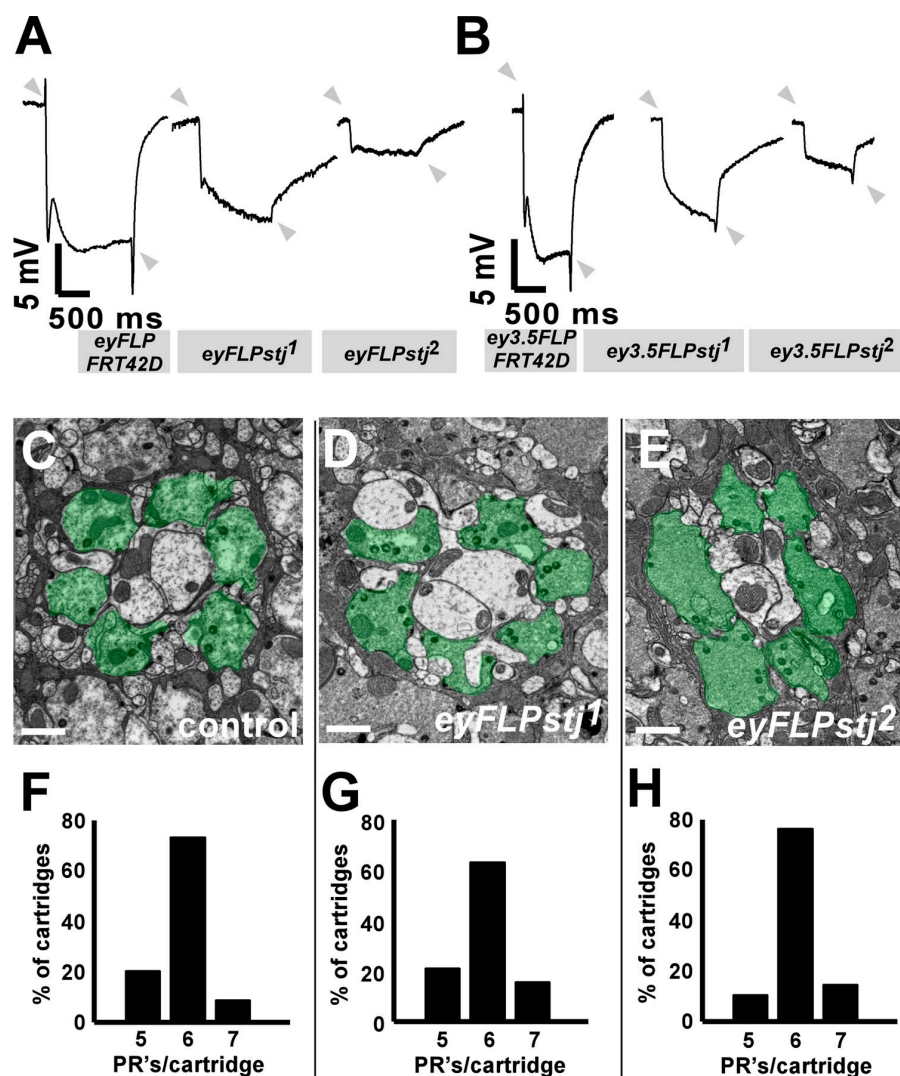 A
B
5 mV
500 ms
5 mV
500 ms
eyFLP
FRT42D
eyFLPstj1
eyFLPstj2
ey3.5FLP
FRT42D
ey3.5FLPstj1
ey3.5FLPstj2
C
control
D
eyFLPstj1
E
eyFLPstj2
F
% of cartridges
80
60
40
20
0
5 6 7
PR's/cartridge
G
% of cartridges
80
60
40
20
0
5 6 7
PR's/cartridge
H
% of cartridges
80
60
40
20
0
5 6 7
PR's/cartridge